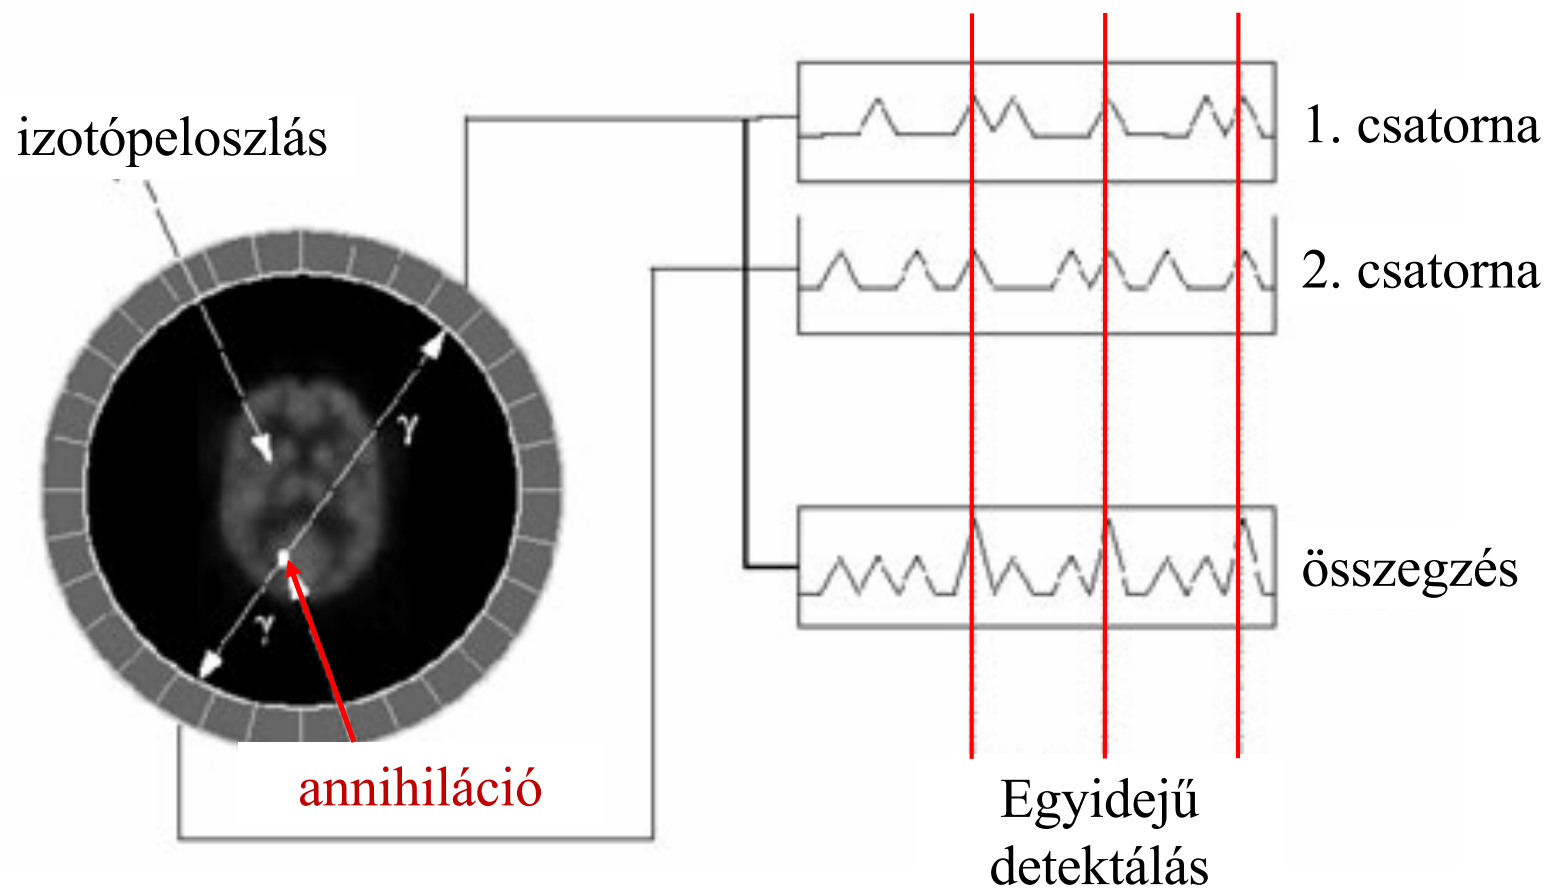 izotópeloszlás
1. csatorna
2. csatorna
γ
γ
összegzés
annihiláció
Egyidejű
detektálás